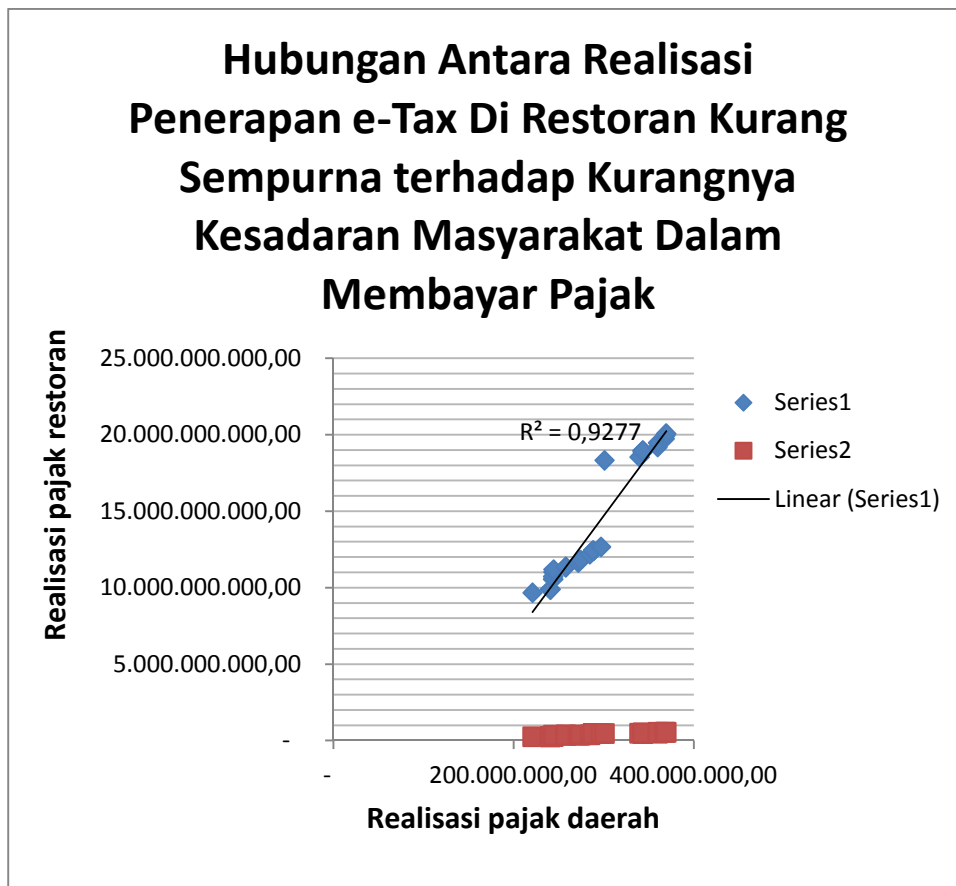 Hubungan Antara Realisasi
Penerapan e-Tax Di Restoran Kurang
Sempurna terhadap Kurangnya
Kesadaran Masyarakat Dalam
Membayar Pajak
Realisasi pajak restoran
25.000.000.000,00
20.000.000.000,00
15.000.000.000,00
10.000.000.000,00
5.000.000.000,00
-
R² = 0,9277
Series1
Series2
Linear (Series1)
-
200.000.000,00
400.000.000,00
Realisasi pajak daerah